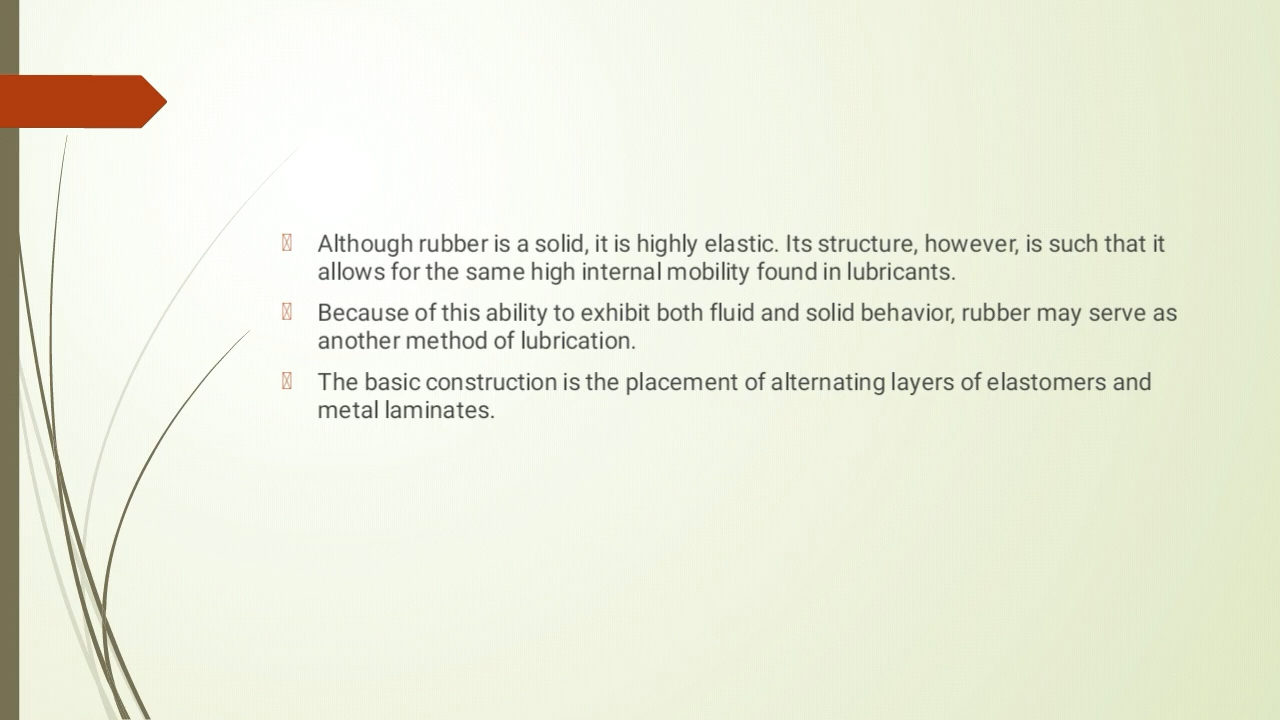 Although rubber is a solid, it is highly elastic. Its structure, however, is such that it
allows for the same high internal mobility found in lubricants.
Because of this ability to exhibit both fluid and solid behavior, rubber may serve as
another method of lubrication.
The basic construction is the placement of alternating layers of elastomers and
metal laminates.